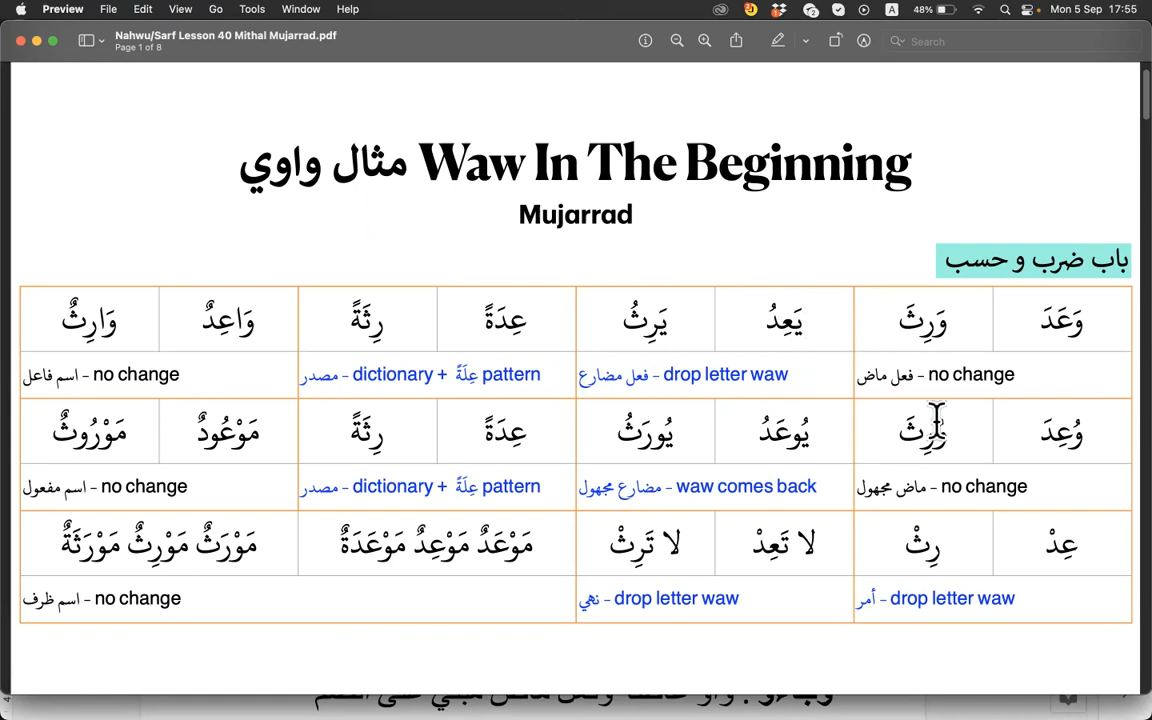 Preview File Edit View Go Tools Window Help 48% A Mon 5 Sep 17:55
Nahwu/Sarf Lesson 40 Mithal Mujarrad.pdf
Page 1 of 8
Search
Waw In The Beginning مثال واوي
Mujarrad
باب ضرب و حسب
وَعَدَ وَرِثَ يَعِدُ يَرِثُ عِدَةً رِثَةً وَاعِدٌ وَارِثٌ
فعل ماض – no change
فعل مضارع – drop letter waw
مصدر – dictionary + عِلَةً pattern
اسم فاعل – no change
وُعِدَ وُرِثَ يُوعَدُ يُورَثُ عِدَةً رِثَةً مَوْعُودٌ مَوْرُوثٌ
ماض مجهول – no change
مضارع مجهول – waw comes back
مصدر – dictionary + عِلَةً pattern
اسم مفعول – no change
عِدْ رِثْ لا تَعِدْ لا تَرِثْ مَوْعَدٌ مَوْعِدٌ مَوْعَدَةٌ مَوْرَثٌ مَوْرِثٌ مَوْرَثَةٌ
أمر – drop letter waw
نهي – drop letter waw
اسم ظرف – no change